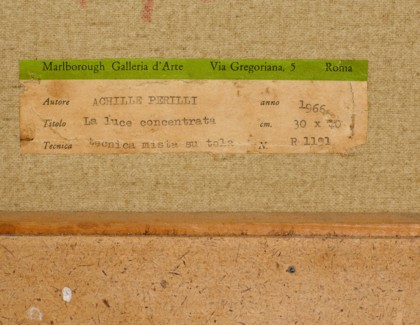 Marlborough Galleria d'Arte Via Gregoriana, 5 Roma
Autore ACHILLE PERILLI anno 1966
Titolo La luce concentrata cm. 30 x
Tecnica tecnica mista su tela N. R 1191